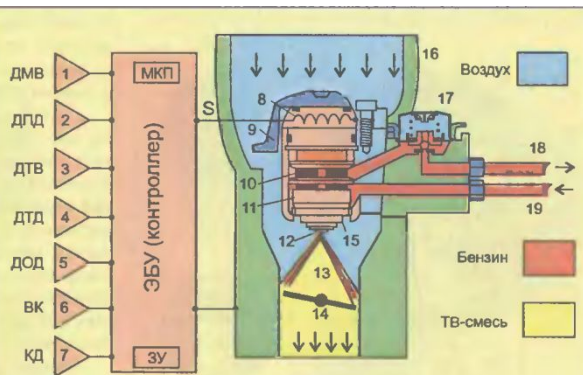 ДМВ 1
ДПД 2
ДТВ 3
ДТД 4
ДОД 5
ВК 6
КД 7
МКП
ЭБУ (контроллер)
ЗУ
S
8
9
10
11
12
13
14
15
16
17
18
19
Воздух
Бензин
ТВ-смесь